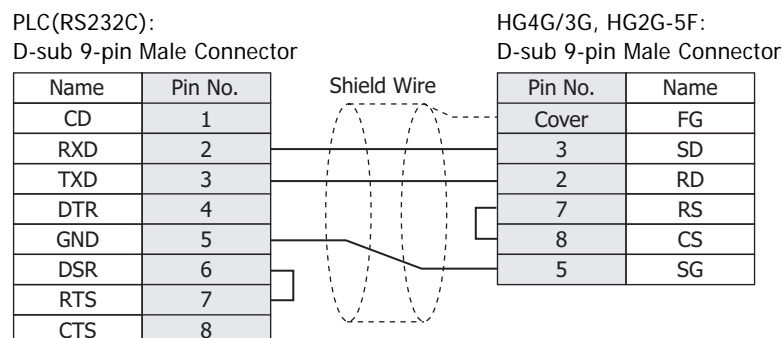 PLC(RS232C): HG4G/3G, HG2G-5F:
D-sub 9-pin Male Connector D-sub 9-pin Male Connector
Name Pin No. Shield Wire Pin No. Name
CD 1 Cover FG
RXD 2 3 SD
TXD 3 2 RD
DTR 4 7 RS
GND 5 8 CS
DSR 6 5 SG
RTS 7
CTS 8